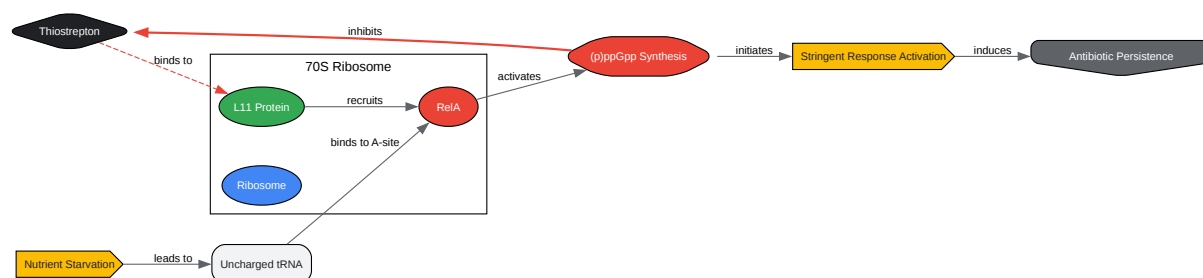 Thiostrepton
inhibits
binds to
70S Ribosome
(p)ppGpp Synthesis
initiates
Stringent Response Activation
induces
Antibiotic Persistence
activates
L11 Protein
recruits
RelA
binds to A-site
Ribosome
Nutrient Starvation
leads to
Uncharged tRNA